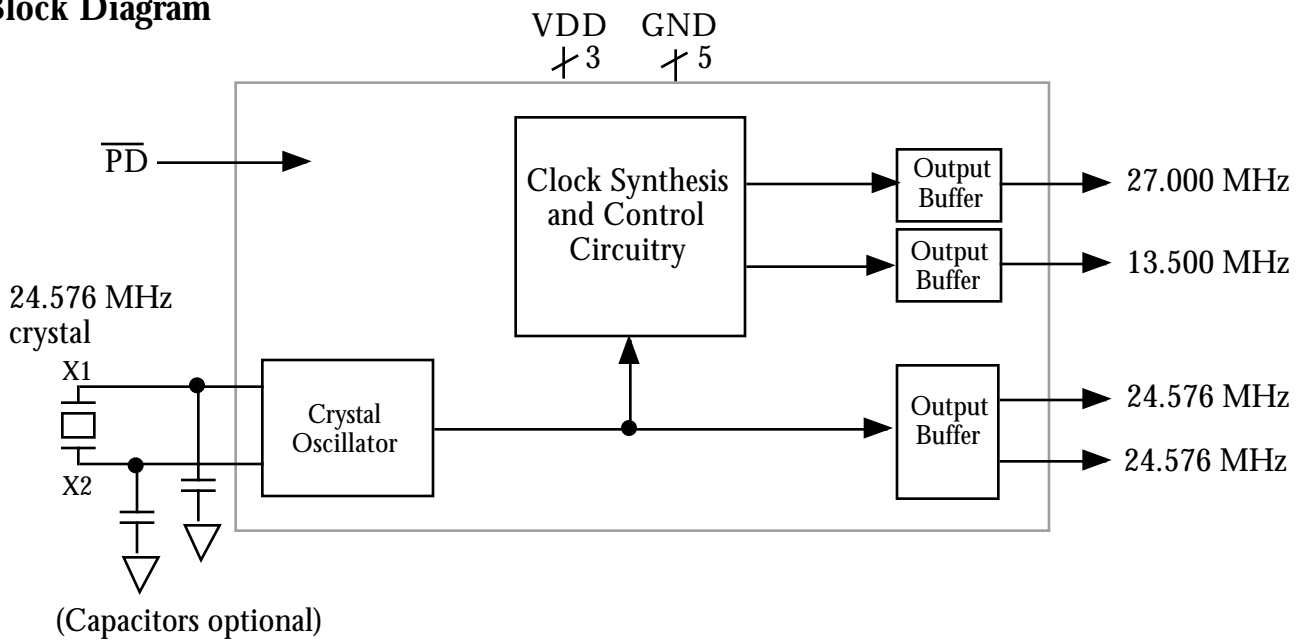 Block Diagram
VDD GND
3 5
PD
Clock Synthesis
and Control
Circuitry
Output
Buffer
27.000 MHz
Output
Buffer
13.500 MHz
24.576 MHz
crystal
X1
X2
Crystal
Oscillator
Output
Buffer
24.576 MHz
24.576 MHz
(Capacitors optional)